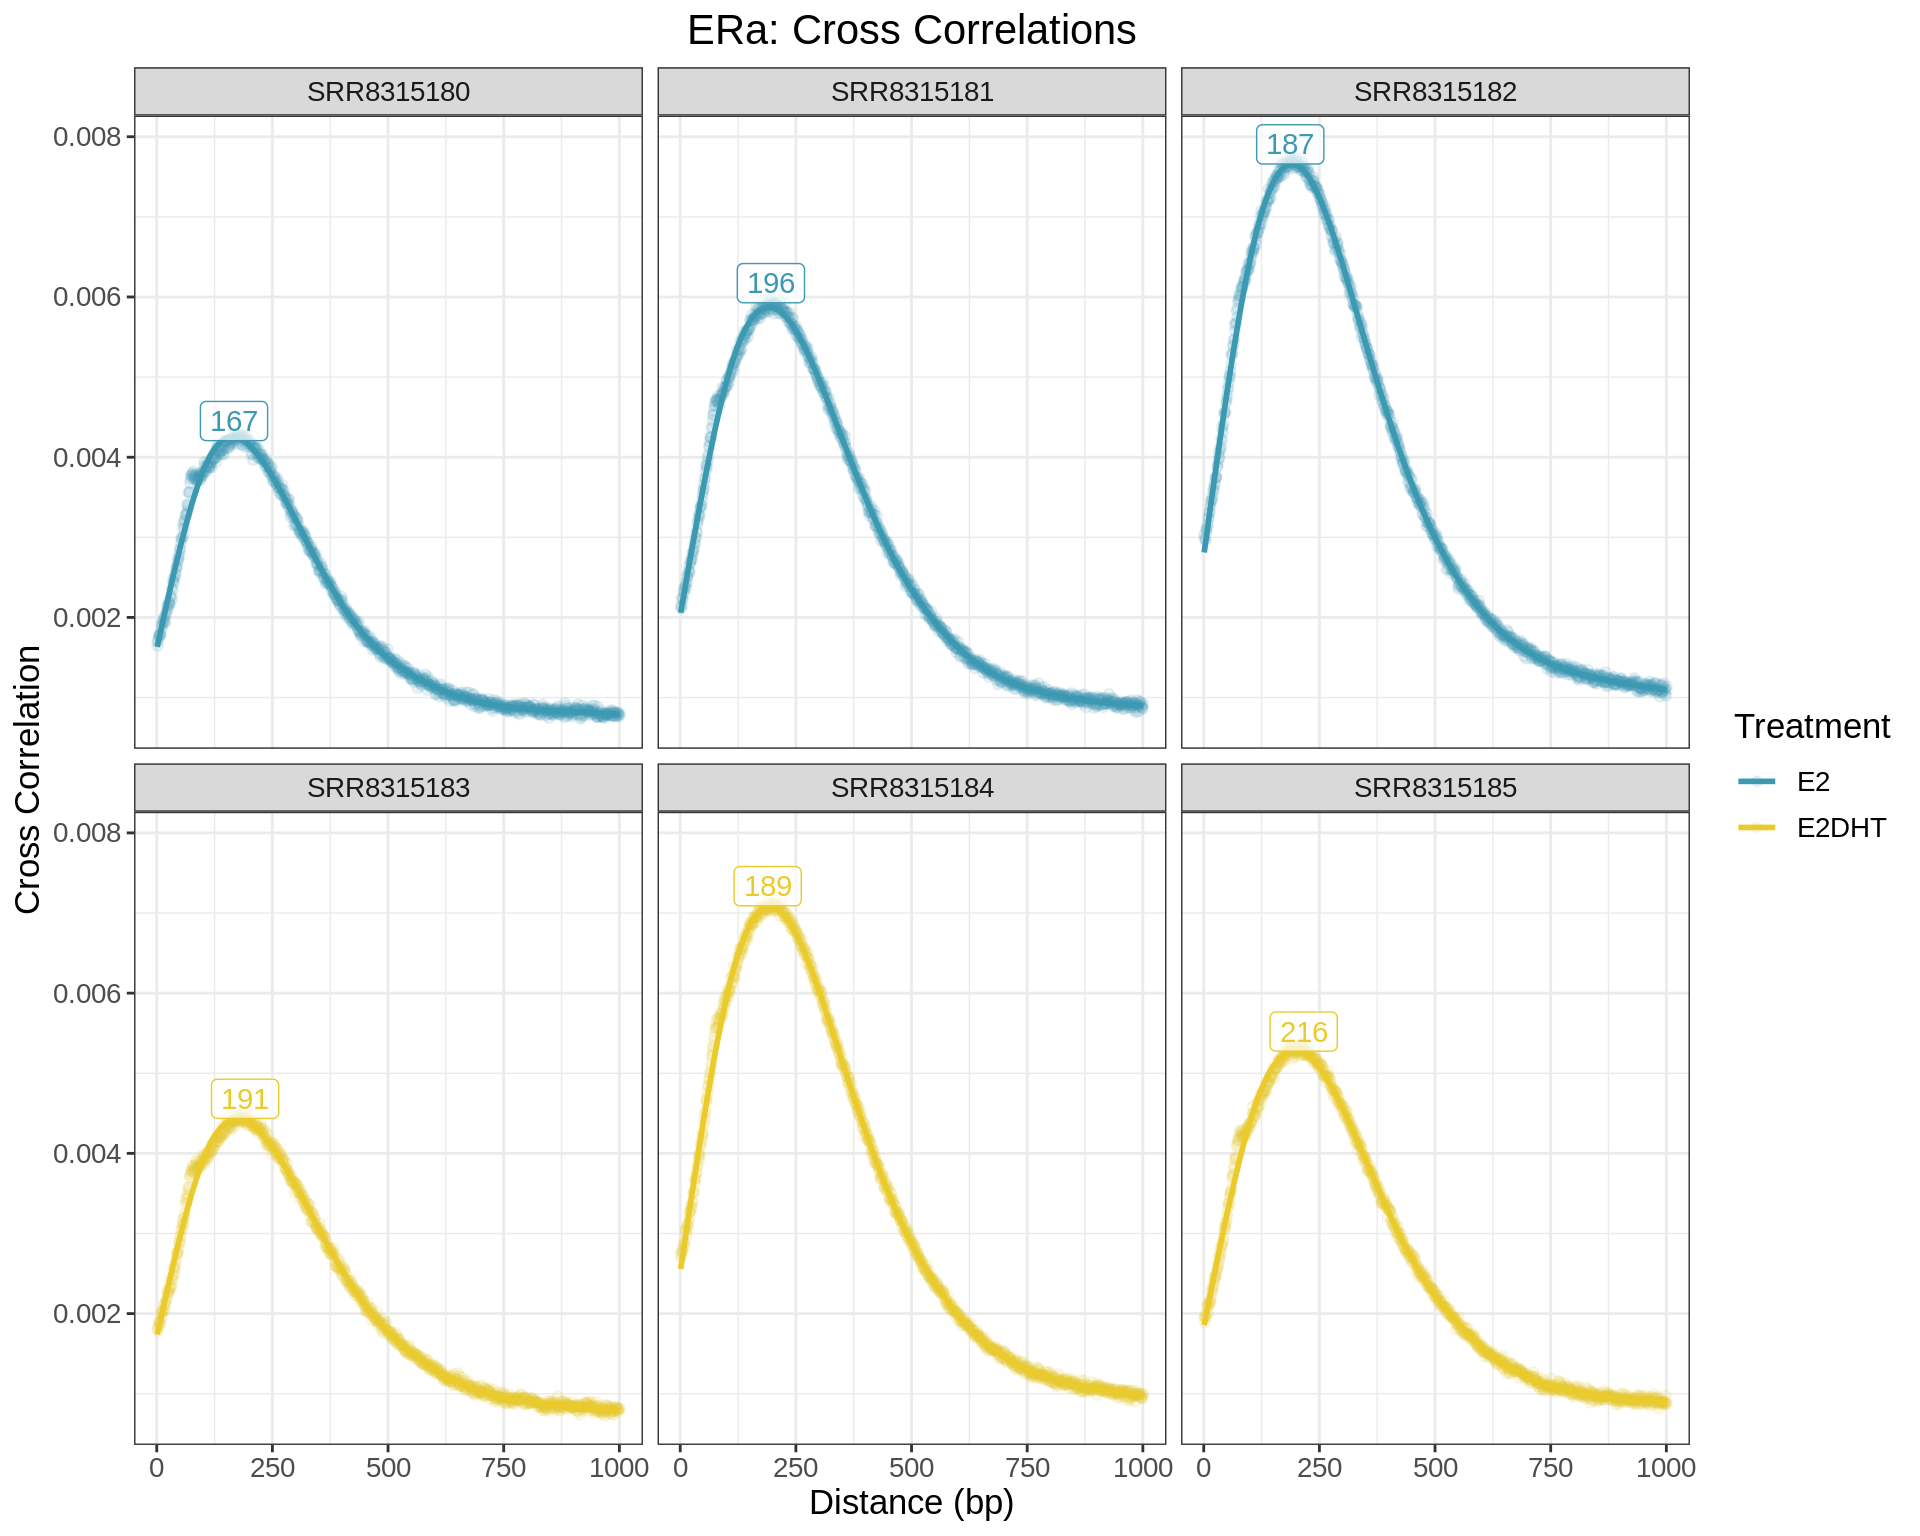 ERa: Cross Correlations
SRR8315180
SRR8315181
SRR8315182
0.008
0.006
0.004
0.002
167
196
187
SRR8315183
SRR8315184
SRR8315185
0.008
0.006
0.004
0.002
191
189
216
0 250 500 750 1000
0 250 500 750 1000
0 250 500 750 1000
Distance (bp)
Cross Correlation
Treatment
E2
E2DHT